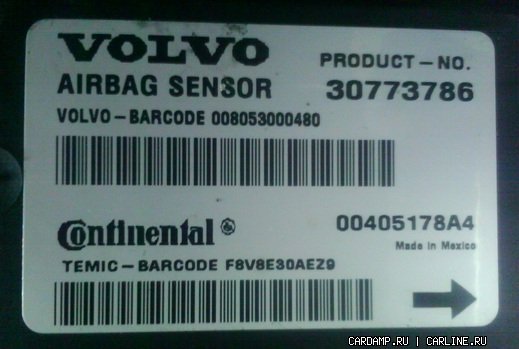 VOLVO
PRODUCT-NO.
AIRBAG SENSOR
30773786
VOLVO-BARCODE 008053000480
Continental
00405178A4
Made in Mexico
TEMIC-BARCODE F8V8E30AEZ9
CARDAMP.RU | CARLINE.RU